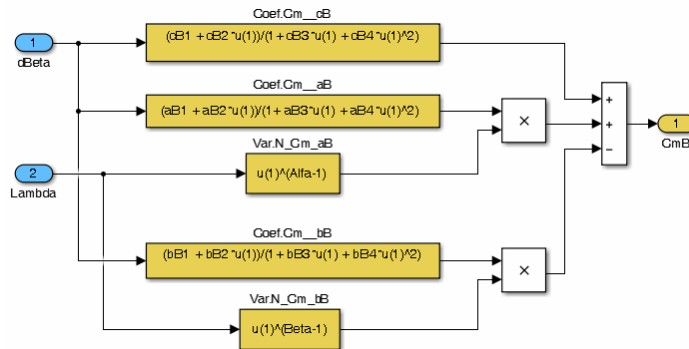 Coef.Cm__cB
1
(cB1 + cB2*u(1))/(1 + cB3*u(1) + cB4*u(1)^2)
dBeta
Coef.Cm__aB
(aB1 + aB2*u(1))/(1 + aB3*u(1) + aB4*u(1)^2)
×
+
+
−
1
CmB
Var.N_Cm_aB
2
u(1)^(Alfa-1)
Lambda
Coef.Cm__bB
(bB1 + bB2*u(1))/(1 + bB3*u(1) + bB4*u(1)^2)
×
Var.N_Cm_bB
u(1)^(Beta-1)